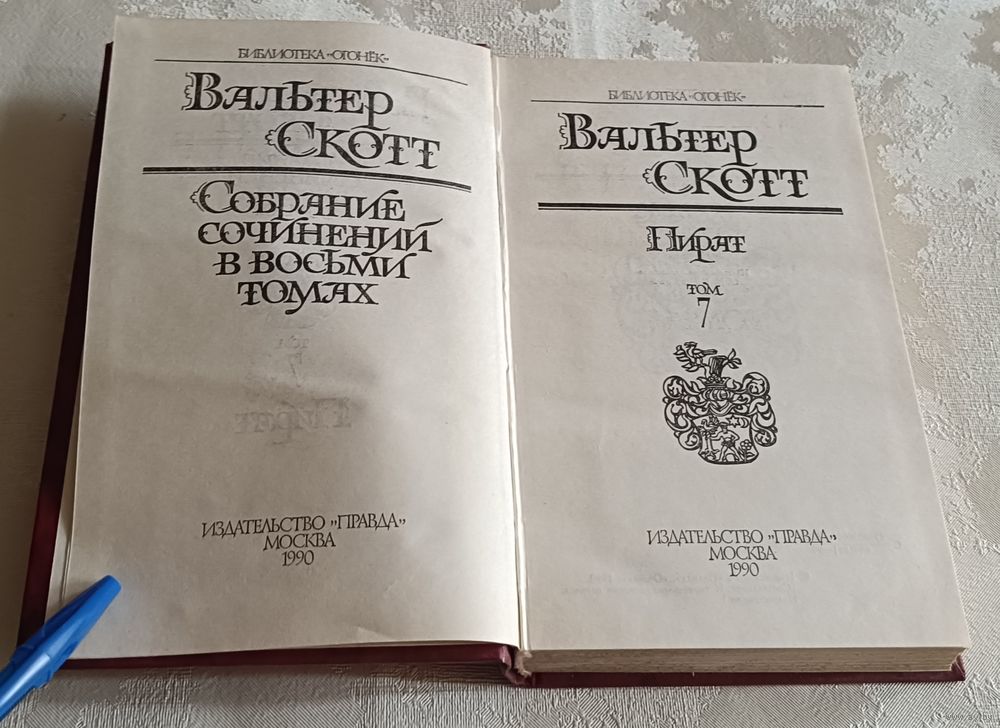 БИБЛИОТЕКА «ОГОНЁК»
ВАЛЬТЕР
СКОТТ
СОБРАНИЕ
СОЧИНЕНИЙ
В ВОСЬМИ
ТОМАХ
ИЗДАТЕЛЬСТВО „ПРАВДА”
МОСКВА
1990
БИБЛИОТЕКА «ОГОНЁК»
ВАЛЬТЕР
СКОТТ
ПИРАТ
ТОМ
7
ИЗДАТЕЛЬСТВО „ПРАВДА”
МОСКВА
1990